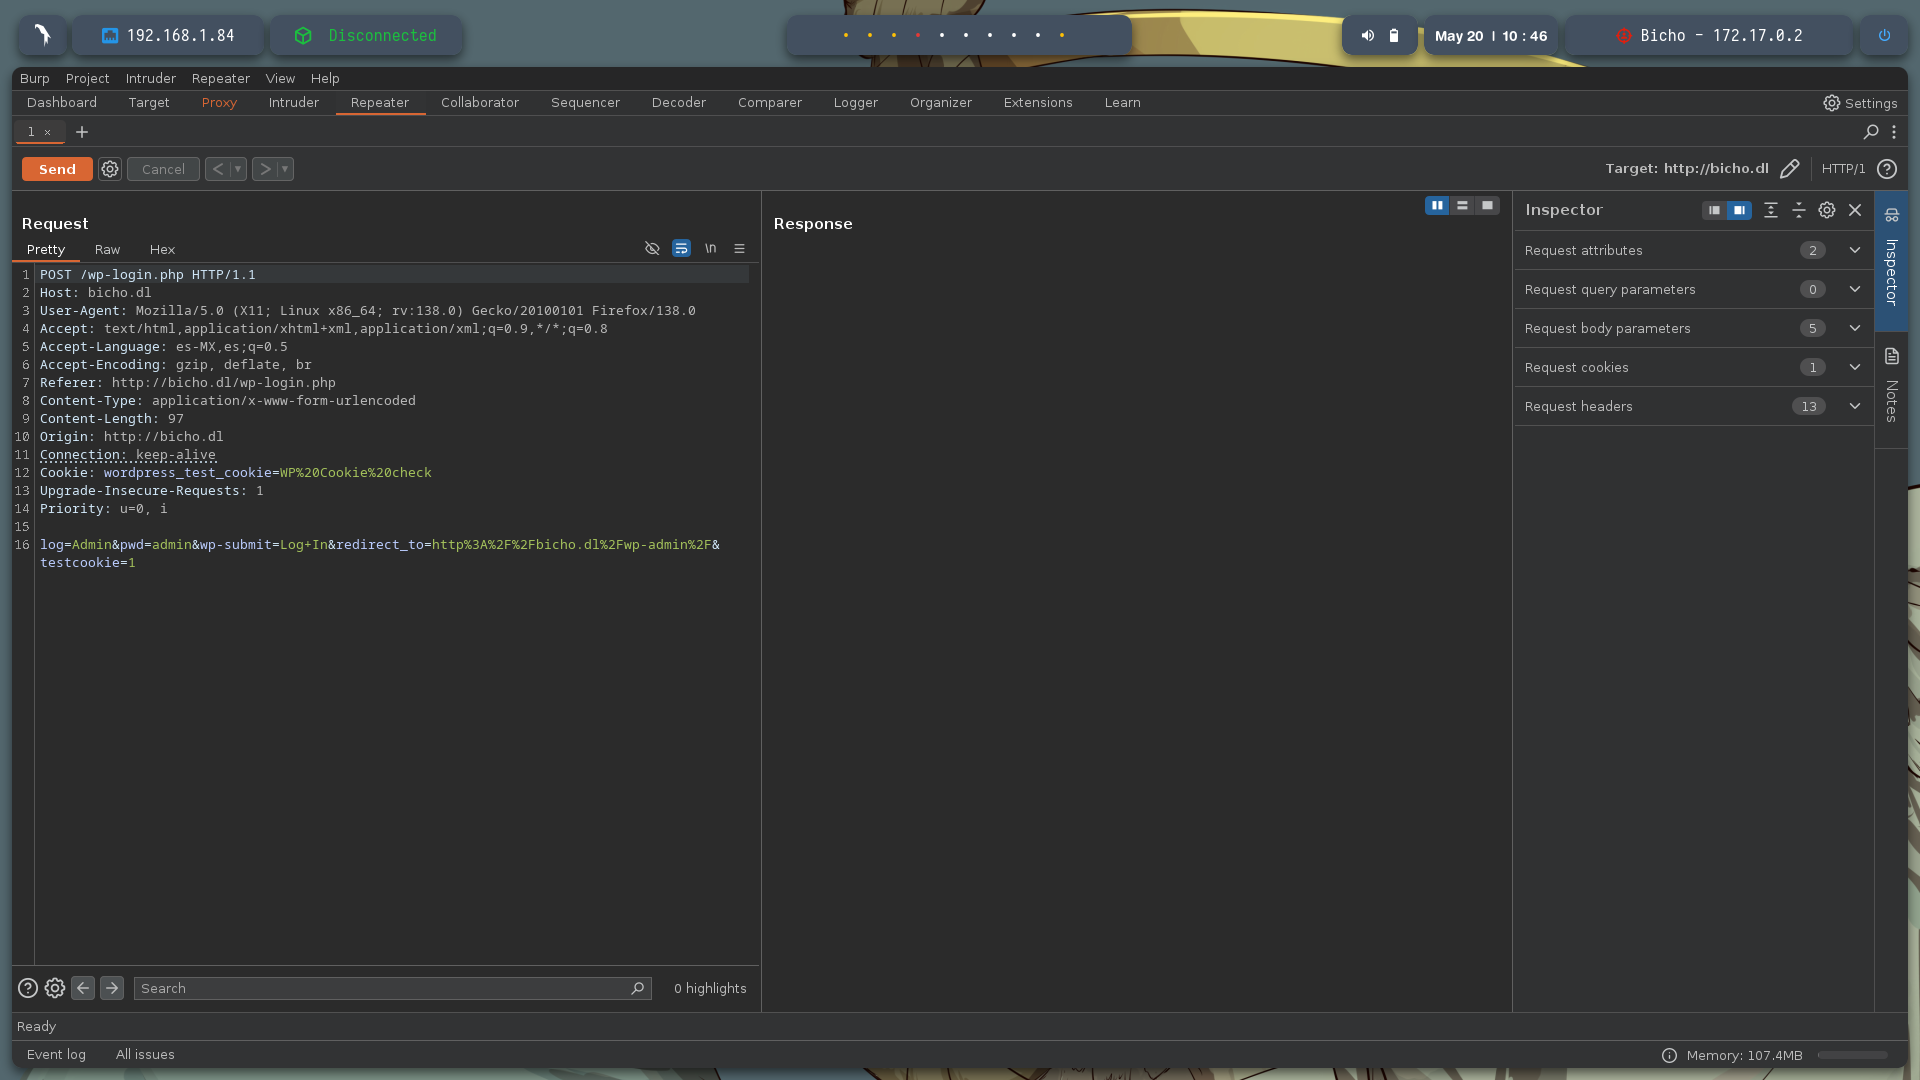 192.168.1.84
Disconnected
May 20 | 10 : 46
Bicho - 172.17.0.2
Burp Project Intruder Repeater View Help
Dashboard Target Proxy Intruder Repeater Collaborator Sequencer Decoder Comparer Logger Organizer Extensions Learn
Settings
1 × +
Send Cancel < >
Target: http://bicho.dl HTTP/1
Request
Pretty Raw Hex
\n
1 POST /wp-login.php HTTP/1.1
2 Host: bicho.dl
3 User-Agent: Mozilla/5.0 (X11; Linux x86_64; rv:138.0) Gecko/20100101 Firefox/138.0
4 Accept: text/html,application/xhtml+xml,application/xml;q=0.9,*/*;q=0.8
5 Accept-Language: es-MX,es;q=0.5
6 Accept-Encoding: gzip, deflate, br
7 Referer: http://bicho.dl/wp-login.php
8 Content-Type: application/x-www-form-urlencoded
9 Content-Length: 97
10 Origin: http://bicho.dl
11 Connection: keep-alive
12 Cookie: wordpress_test_cookie=WP%20Cookie%20check
13 Upgrade-Insecure-Requests: 1
14 Priority: u=0, i
15
16 log=Admin&pwd=admin&wp-submit=Log+In&redirect_to=http%3A%2F%2Fbicho.dl%2Fwp-admin%2F&
testcookie=1
Search
0 highlights
Response
Inspector
Request attributes 2
Request query parameters 0
Request body parameters 5
Request cookies 1
Request headers 13
Inspector
Notes
Ready
Event log All issues
Memory: 107.4MB